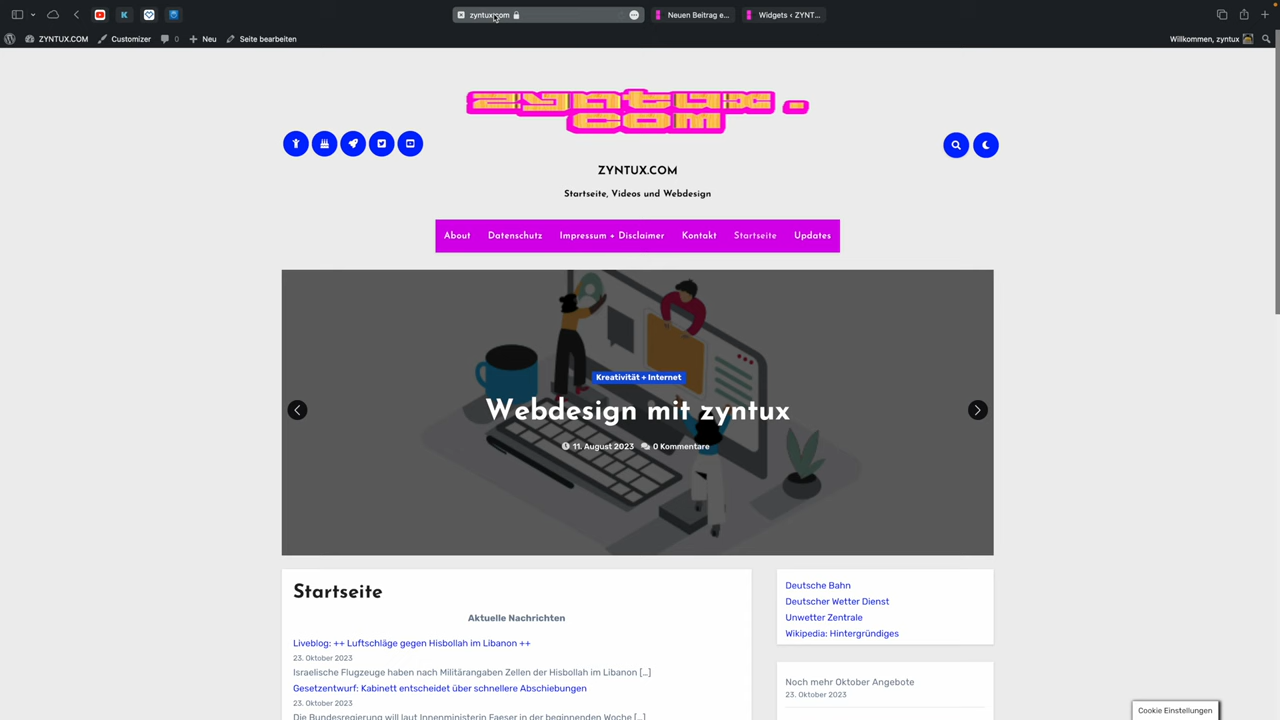 zyntux.com
Neuen Beitrag e...
Widgets ‹ ZYNT...
ZYNTUX.COM
Customizer
0
Neu
Seite bearbeiten
Willkommen, zyntux
zyntux.
com
ZYNTUX.COM
Startseite, Videos und Webdesign
About
Datenschutz
Impressum + Disclaimer
Kontakt
Startseite
Updates
Kreativität + Internet
Webdesign mit zyntux
11. August 2023
0 Kommentare
Startseite
Aktuelle Nachrichten
Liveblog: ++ Luftschläge gegen Hisbollah im Libanon ++
23. Oktober 2023
Israelische Flugzeuge haben nach Militärangaben Zellen der Hisbollah im Libanon [...]
Gesetzentwurf: Kabinett entscheidet über schnellere Abschiebungen
23. Oktober 2023
Die Bundesregierung will laut Innenministerin Faeser in der beginnenden Woche [...]
Deutsche Bahn
Deutscher Wetter Dienst
Unwetter Zentrale
Wikipedia: Hintergründiges
Noch mehr Oktober Angebote
23. Oktober 2023
Cookie Einstellungen